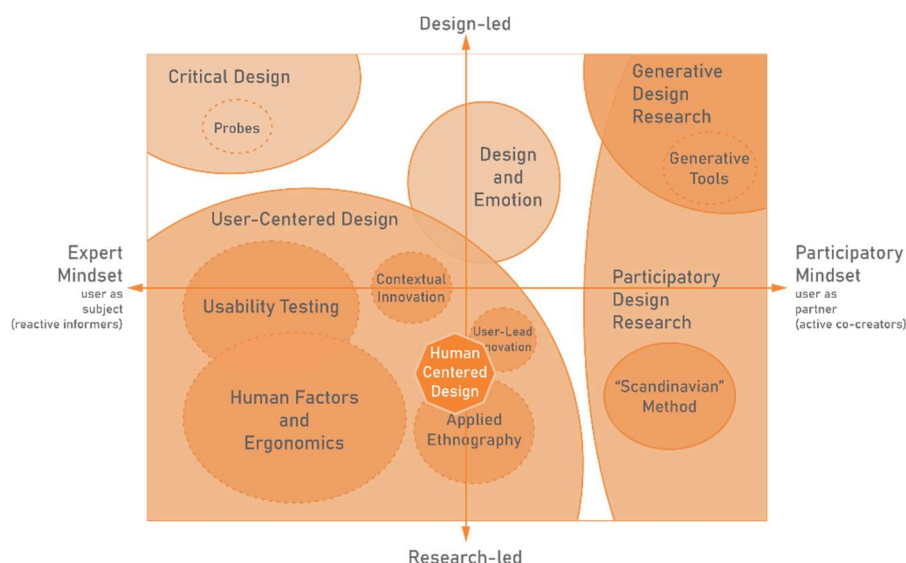 Design-led
Critical Design
Probes
Generative
Design
Research
Generative
Tools
Design
and
Emotion
User-Centered Design
Expert
Mindset
user as
subject
(reactive informers)
Usability Testing
Contextual
Innovation
Participatory
Design
Research
Participatory
Mindset
user as
partner
(active co-creators)
User-Lead
nnovation
Human
Centered
Design
Human Factors
and
Ergonomics
Applied
Ethnography
“Scandinavian”
Method
Research-led